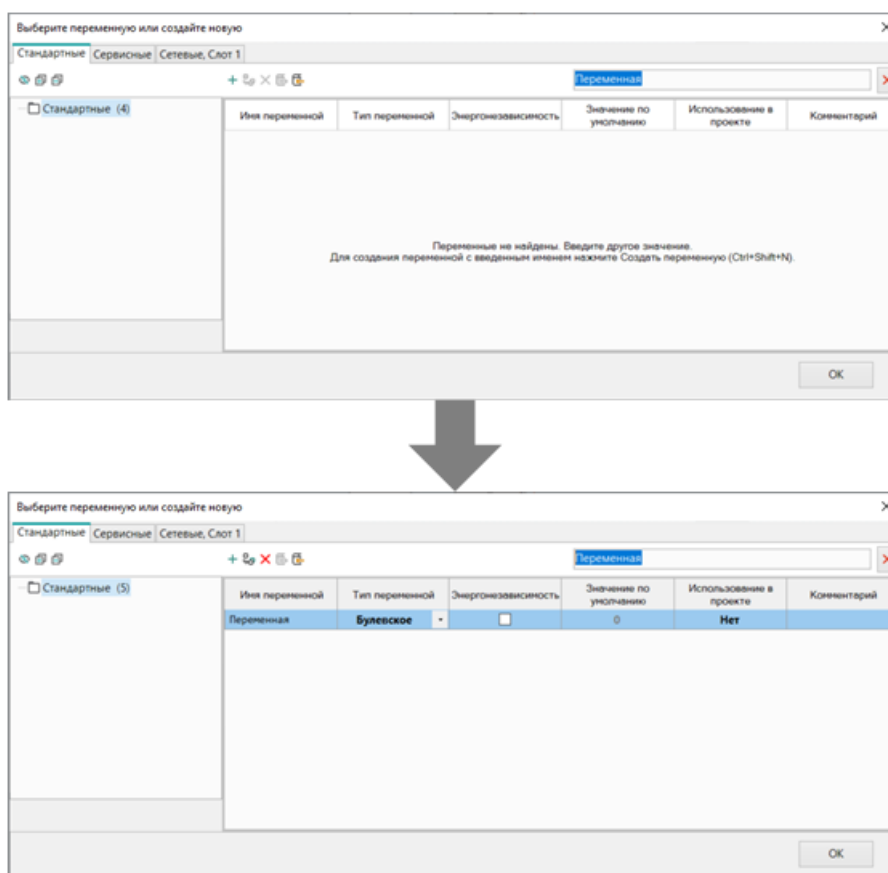 Выберите переменную или создайте новую
Стандартные Сервисные Сетевые, Слот 1
Переменная
Стандартные (4)
Имя переменной Тип переменной Энергонезависимость Значение по умолчанию Использование в проекте Комментарий
Переменные не найдены. Введите другое значение.
Для создания переменной с введенным именем нажмите Создать переменную (Ctrl+Shift+N).
OK
Выберите переменную или создайте новую
Стандартные Сервисные Сетевые, Слот 1
Переменная
Стандартные (5)
Имя переменной Тип переменной Энергонезависимость Значение по умолчанию Использование в проекте Комментарий
Переменная Булевское 0 Нет
OK